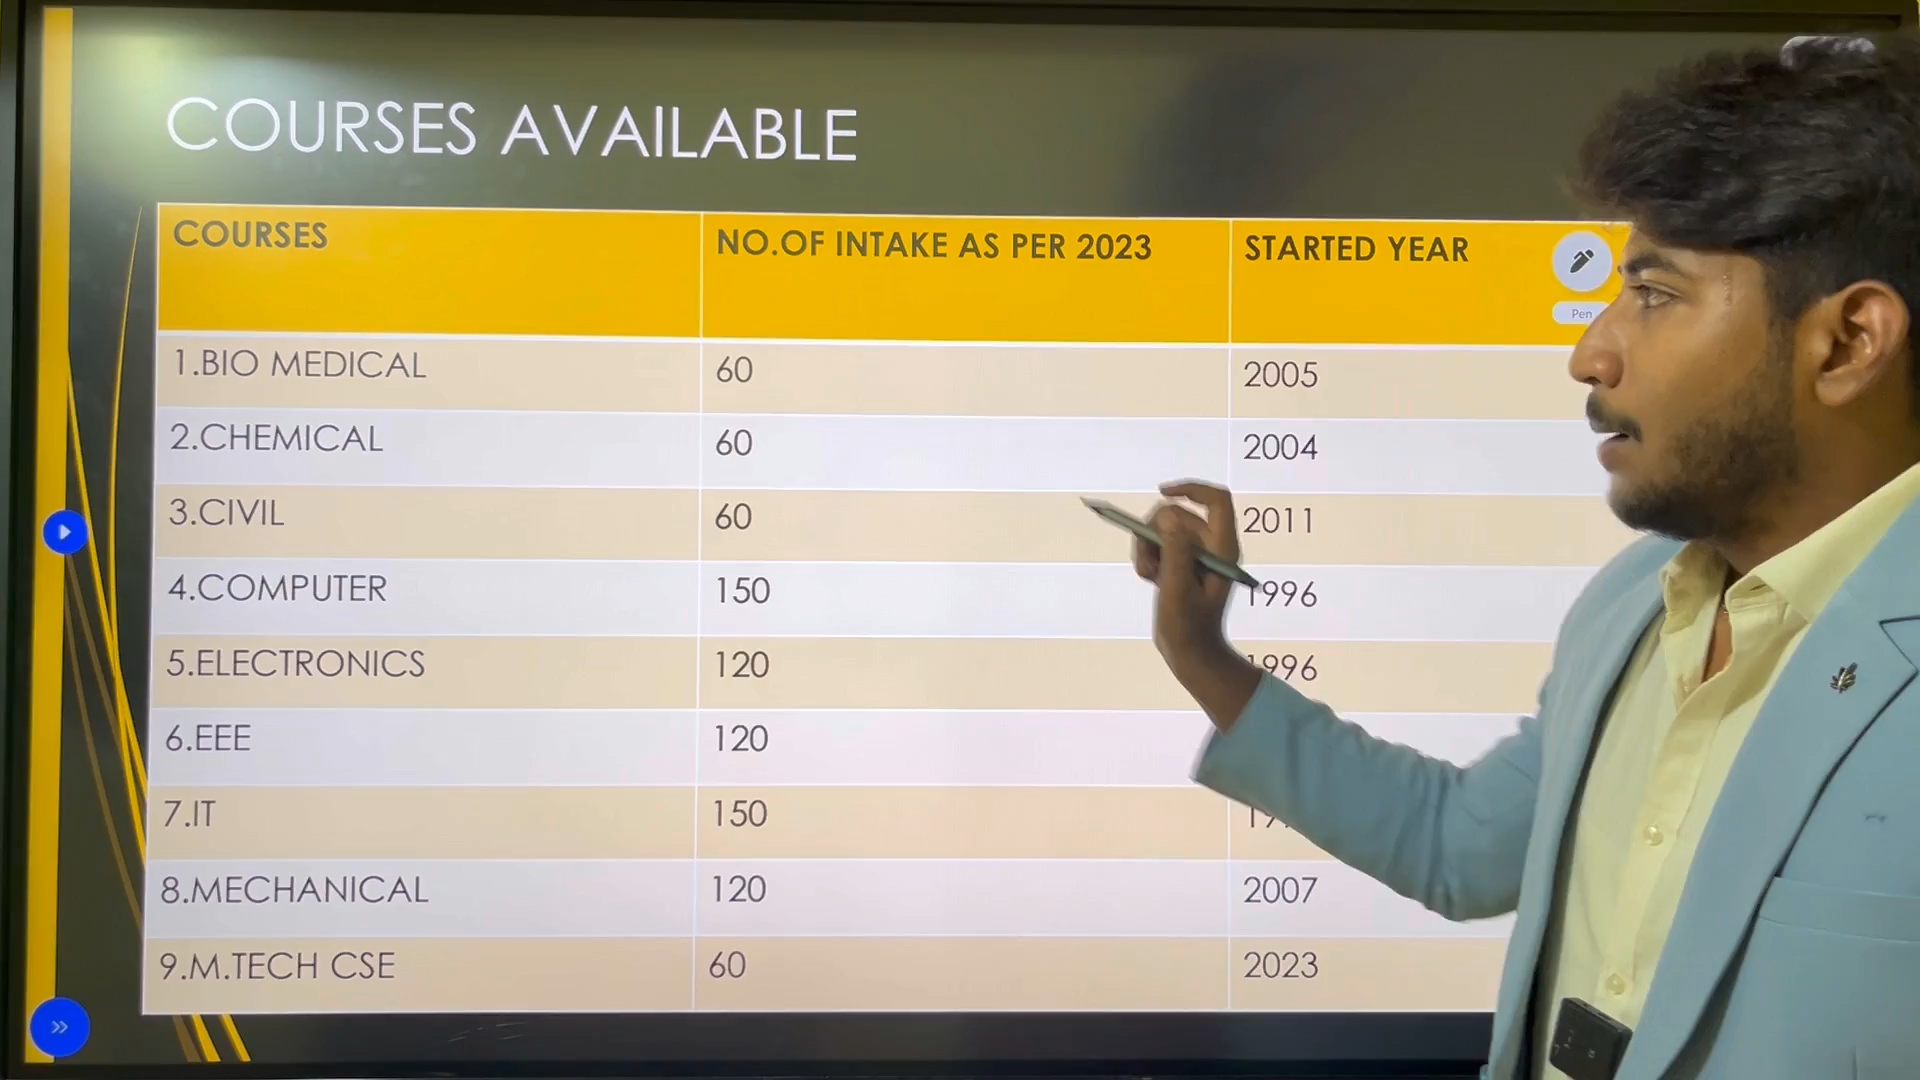 COURSES AVAILABLE
COURSES NO.OF INTAKE AS PER 2023 STARTED YEAR
Pen
1.BIO MEDICAL 60 2005
2.CHEMICAL 60 2004
3.CIVIL 60 2011
4.COMPUTER 150 1996
5.ELECTRONICS 120 1996
6.EEE 120
7.IT 150
8.MECHANICAL 120 2007
9.M.TECH CSE 60 2023